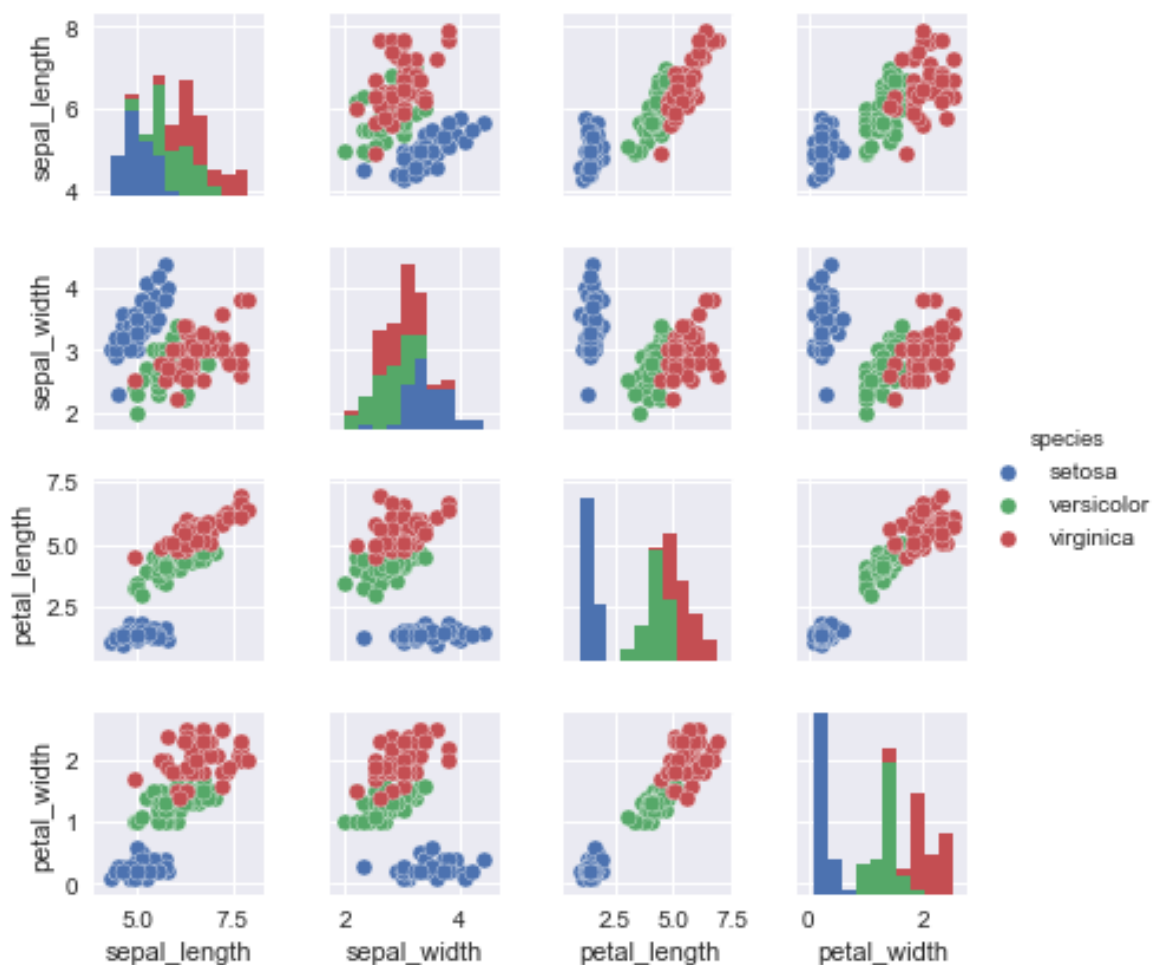 8
6
4
sepal_length
4
3
2
sepal_width
species
setosa
versicolor
virginica
7.5
5.0
2.5
petal_length
2
1
0
petal_width
5.0 7.5 2 4 2.5 5.0 7.5 0 2
sepal_length sepal_width petal_length petal_width